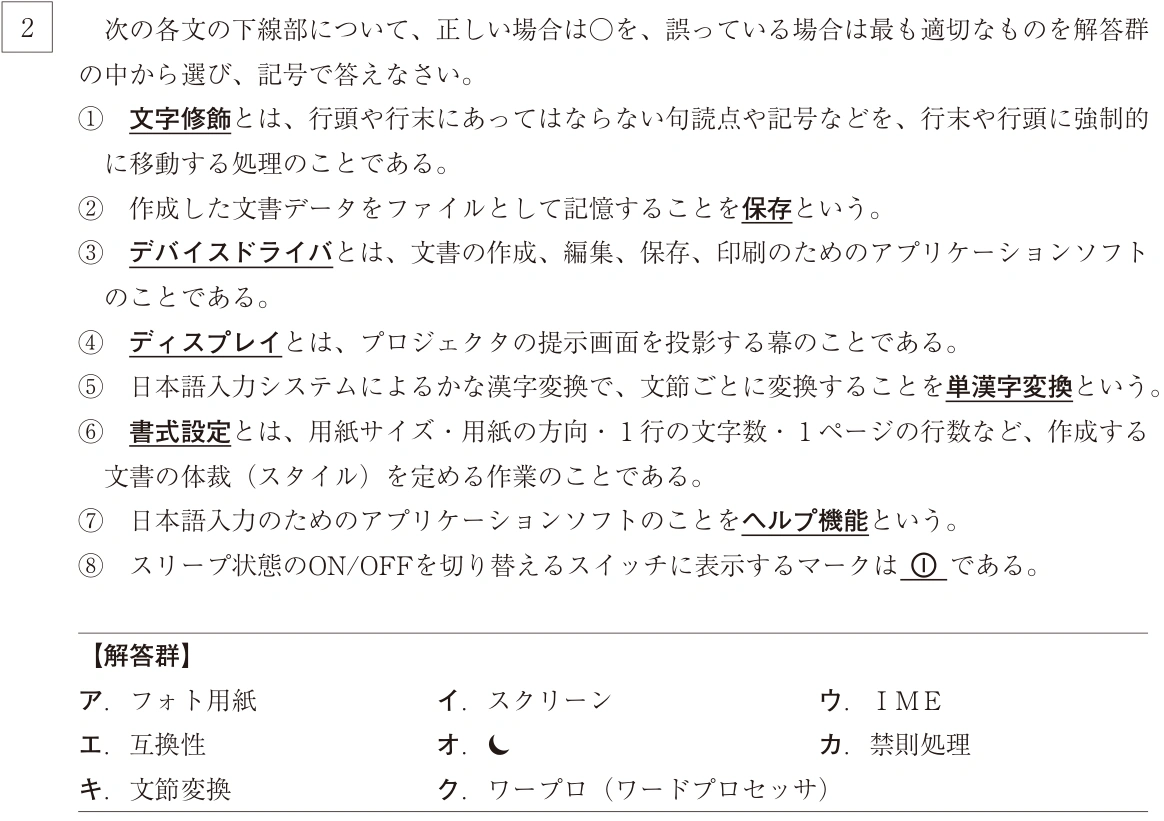 2 次の各文の下線部について、正しい場合は○を、誤っている場合は最も適切なものを解答群
の中から選び、記号で答えなさい。
① 文字修飾とは、行頭や行末にあってはならない句読点や記号などを、行末や行頭に強制的
に移動する処理のことである。
② 作成した文書データをファイルとして記憶することを保存という。
③ デバイスドライバとは、文書の作成、編集、保存、印刷のためのアプリケーションソフト
のことである。
④ ディスプレイとは、プロジェクタの提示画面を投影する幕のことである。
⑤ 日本語入力システムによるかな漢字変換で、文節ごとに変換することを単漢字変換という。
⑥ 書式設定とは、用紙サイズ・用紙の方向・１行の文字数・１ページの行数など、作成する
文書の体裁（スタイル）を定める作業のことである。
⑦ 日本語入力のためのアプリケーションソフトのことをヘルプ機能という。
⑧ スリープ状態のON/OFFを切り替えるスイッチに表示するマークは である。
【解答群】
ア．フォト用紙 イ．スクリーン ウ．ＩＭＥ
エ．互換性 オ． カ．禁則処理
キ．文節変換 ク．ワープロ（ワードプロセッサ）